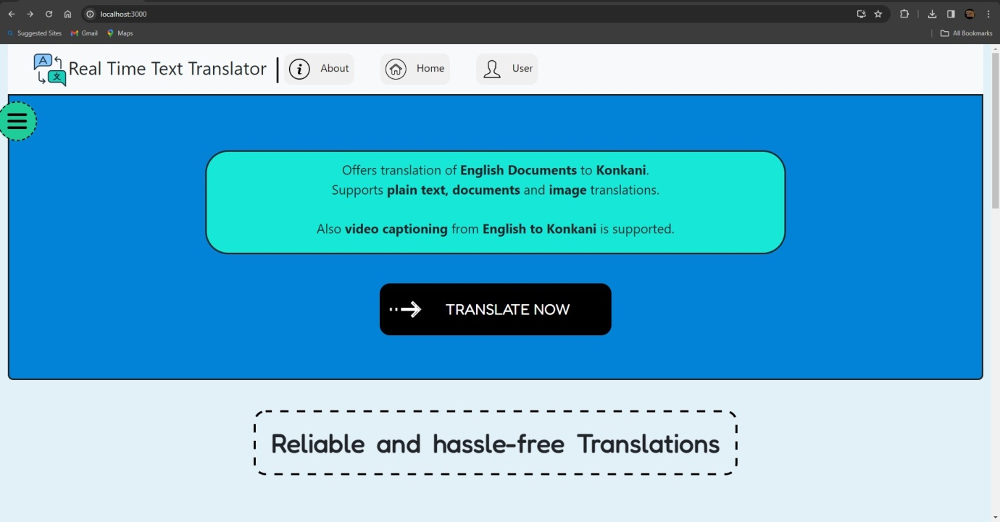 localhost:3000
Suggested Sites Gmail Maps All Bookmarks
A 文 Real Time Text Translator About Home User
Offers translation of English Documents to Konkani.
Supports plain text, documents and image translations.
Also video captioning from English to Konkani is supported.
TRANSLATE NOW
Reliable and hassle-free Translations